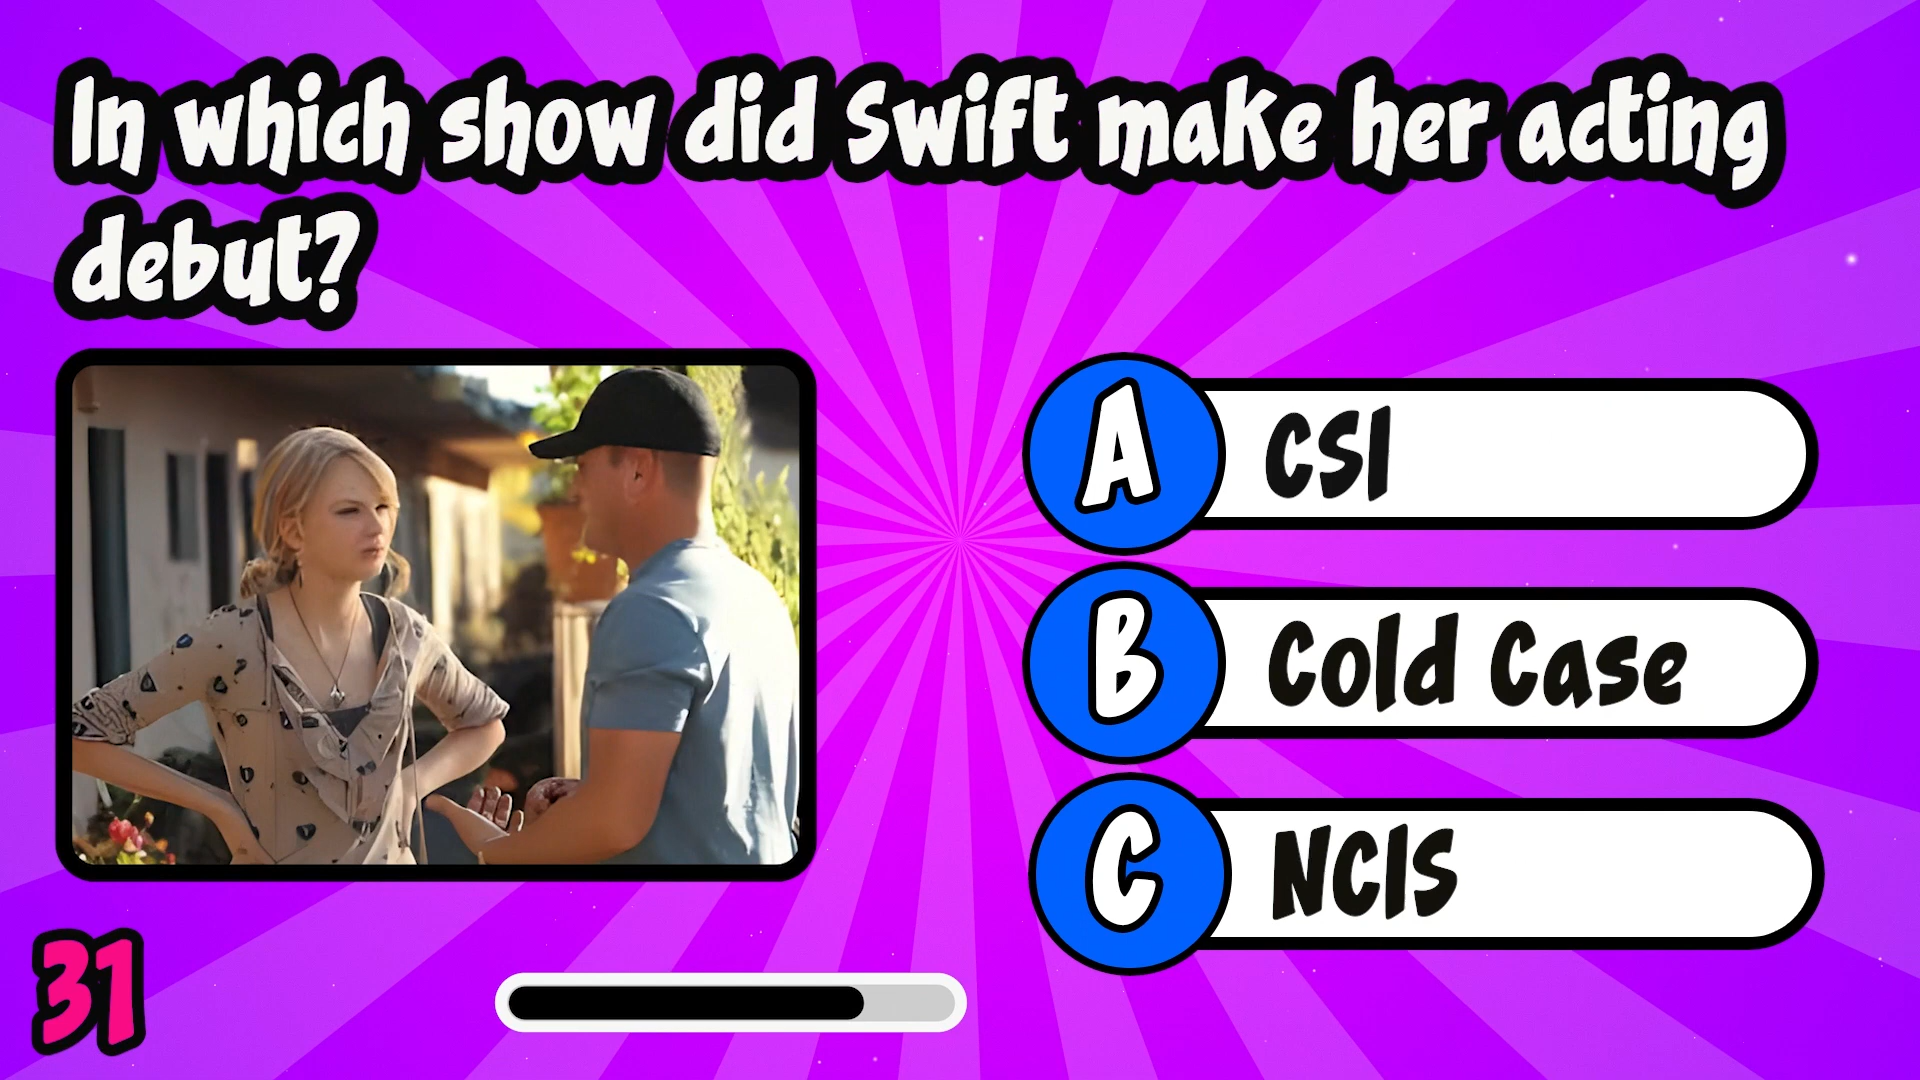 In which show did Swift make her acting
debut?
A CSI
B Cold Case
C NCIS
31